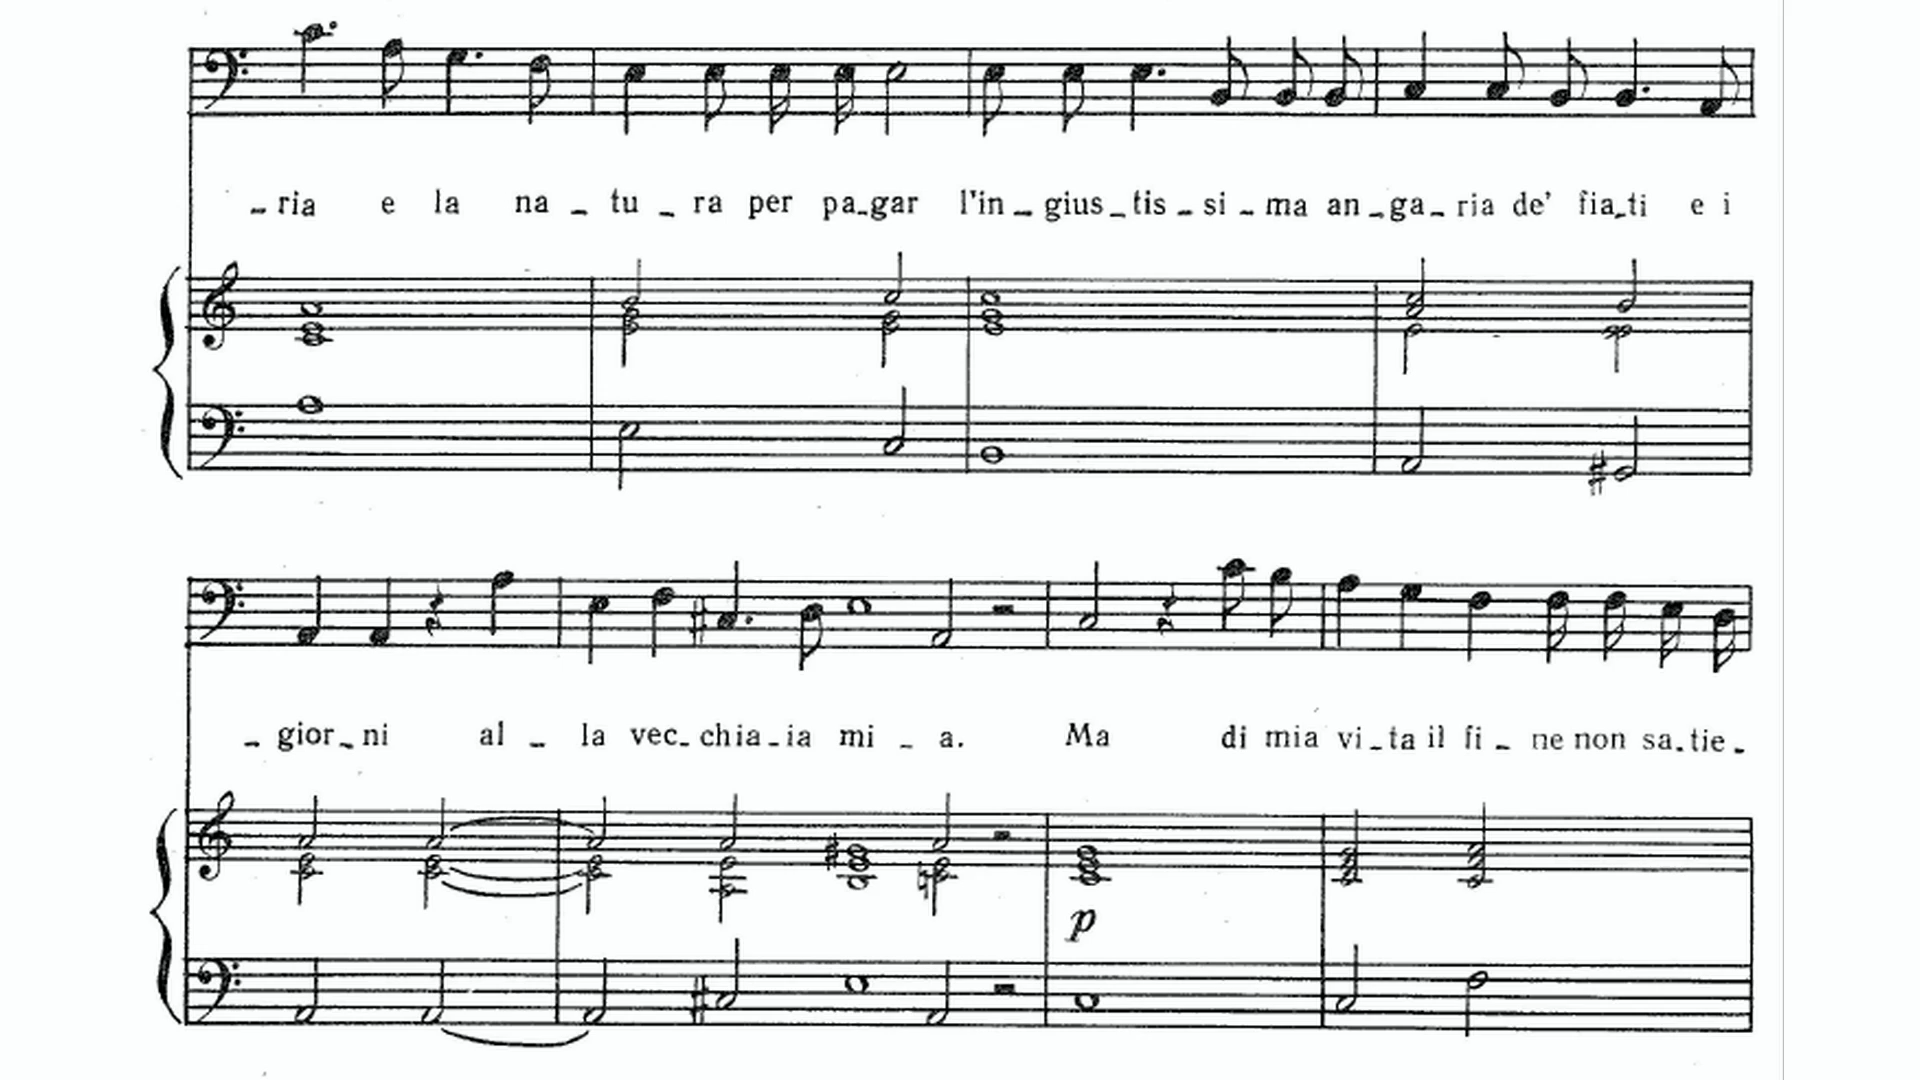 - ria e la na - tu - ra per pa-gar l'in - gius-tis - si - ma an - ga - ria de' fia-ti e i
- gior - ni al - la vec - chia - ia mi - a. Ma di mia vi - ta il fi - ne non sa. tie -
p